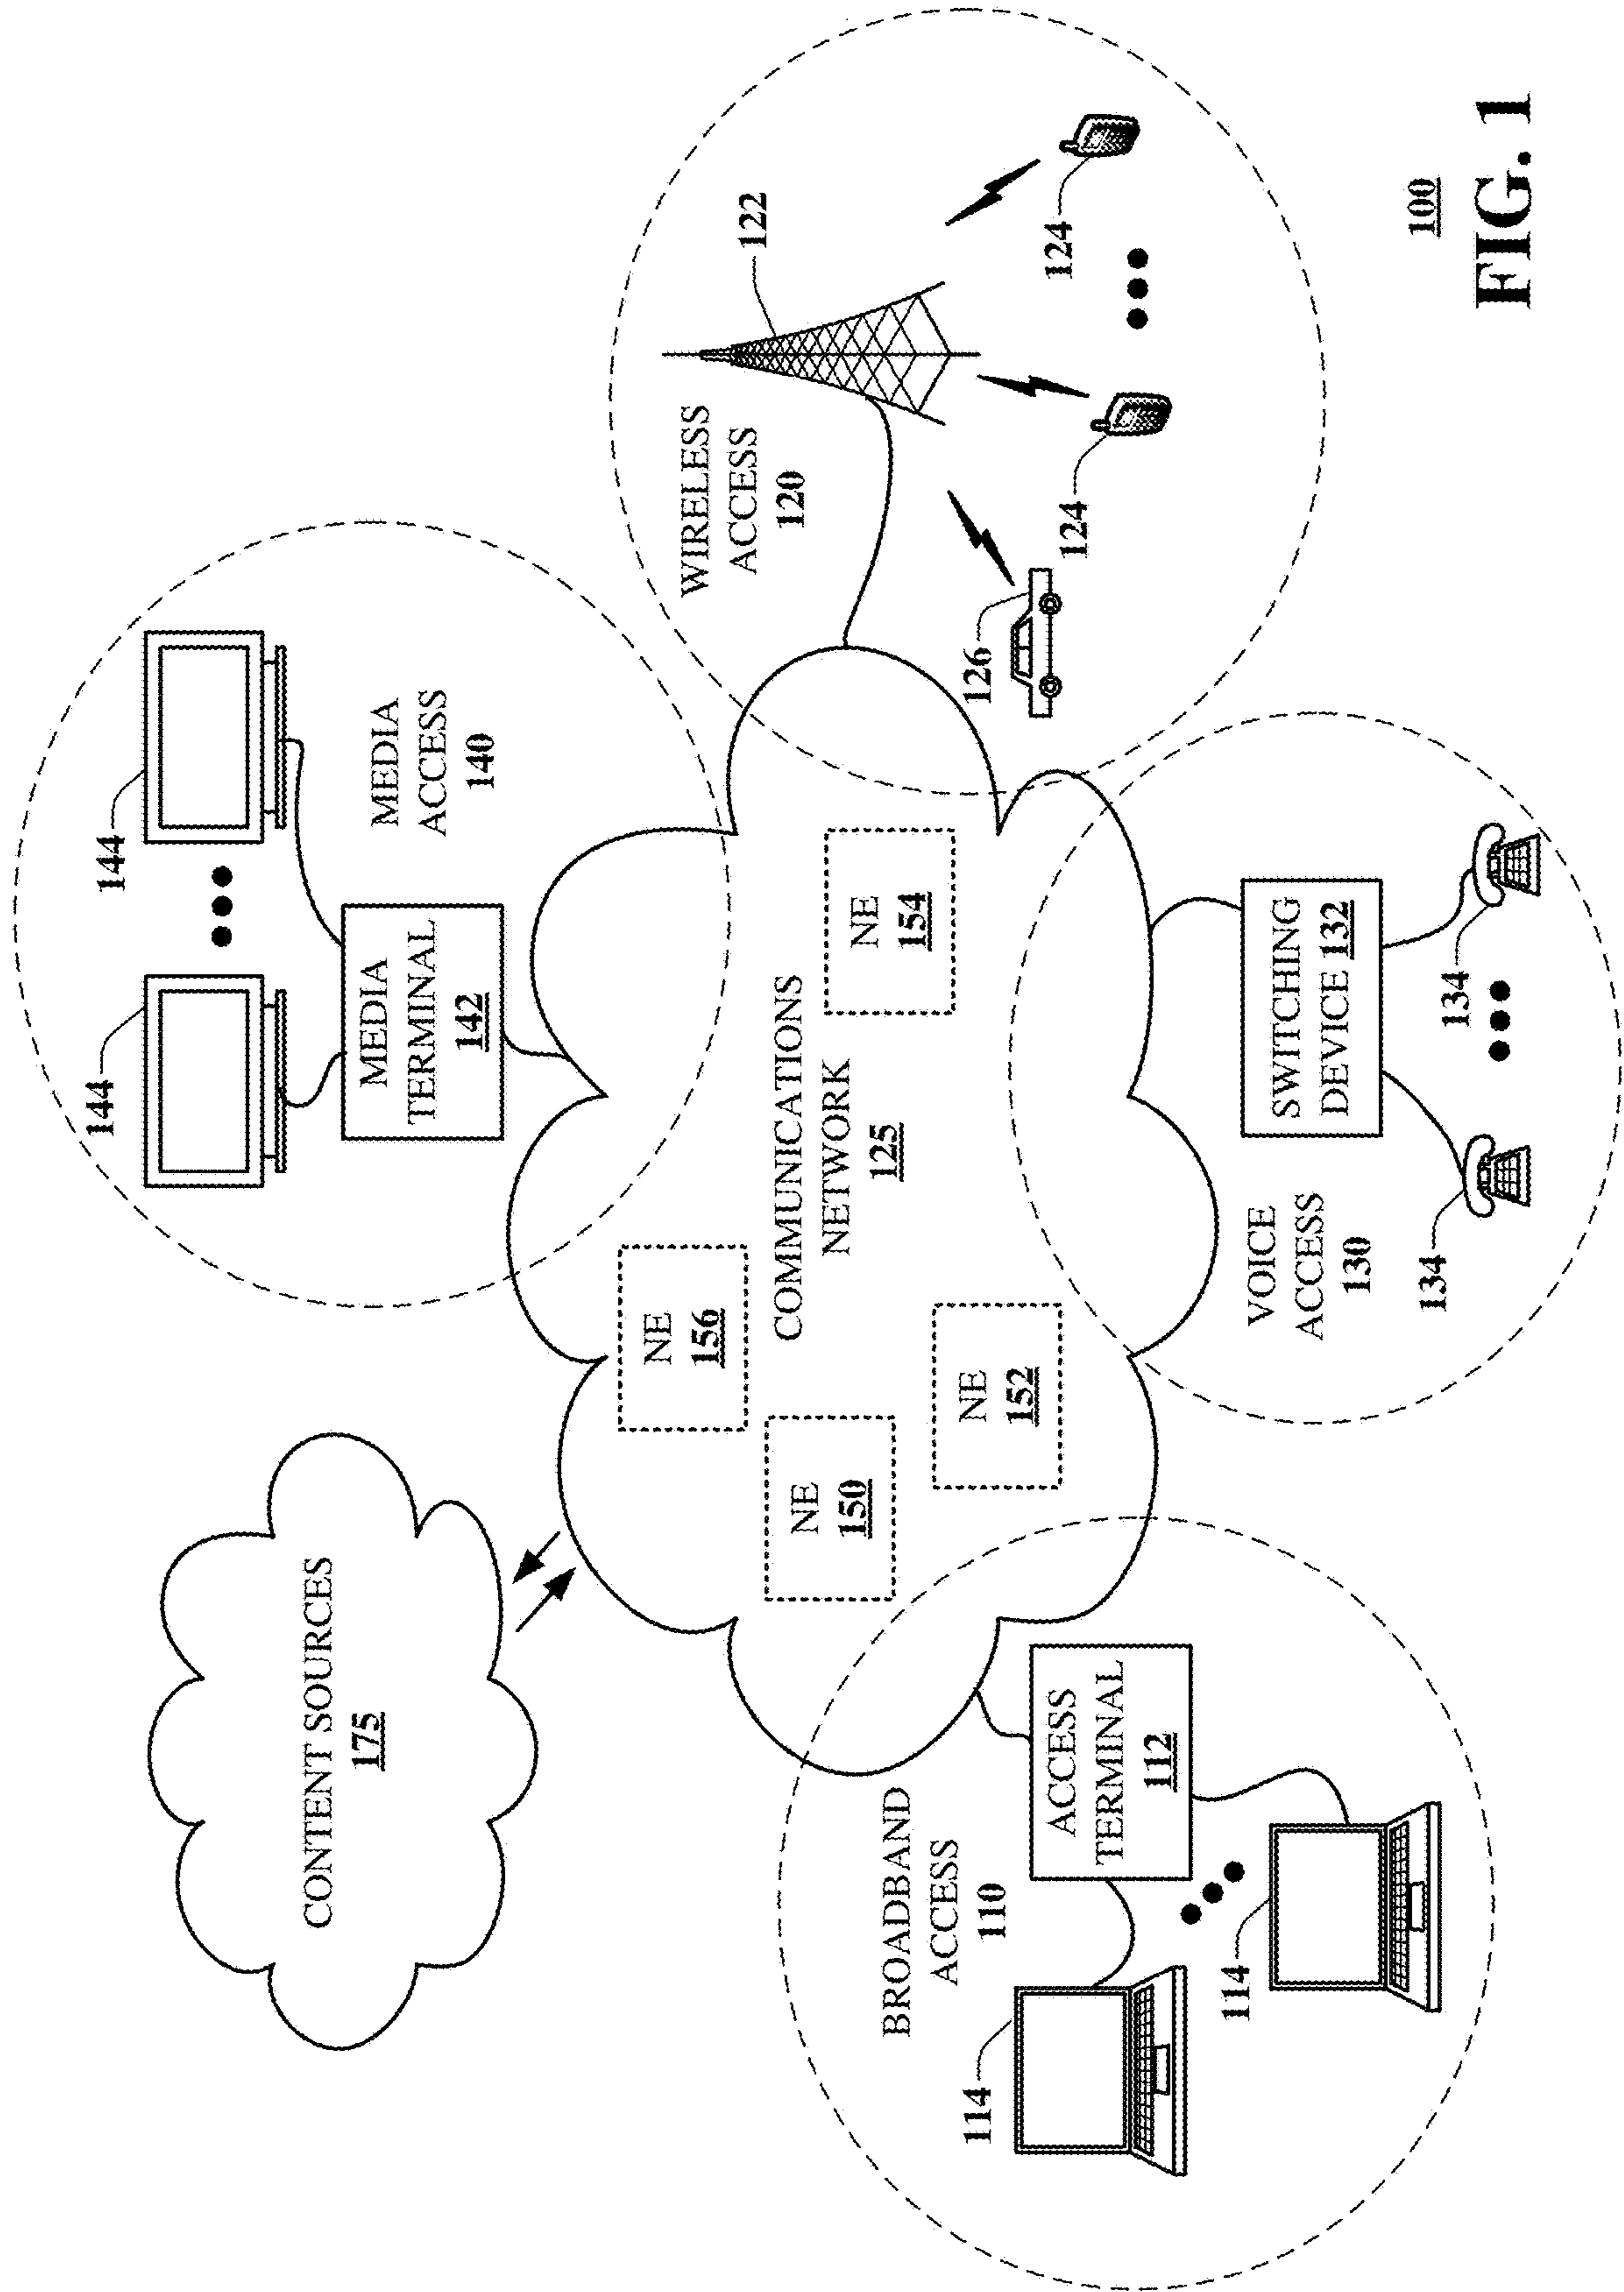 CONTENT SOURCES
175
144
144
MEDIA
TERMINAL
142
MEDIA
ACCESS
140
NE
156
NE
150
NE
152
COMMUNICATIONS
NETWORK
125
NE
154
WIRELESS
ACCESS
120
122
126
124
124
BROADBAND
ACCESS
110
ACCESS
TERMINAL
112
114
114
VOICE
ACCESS
130
SWITCHING
DEVICE 132
134
134
100
FIG. 1